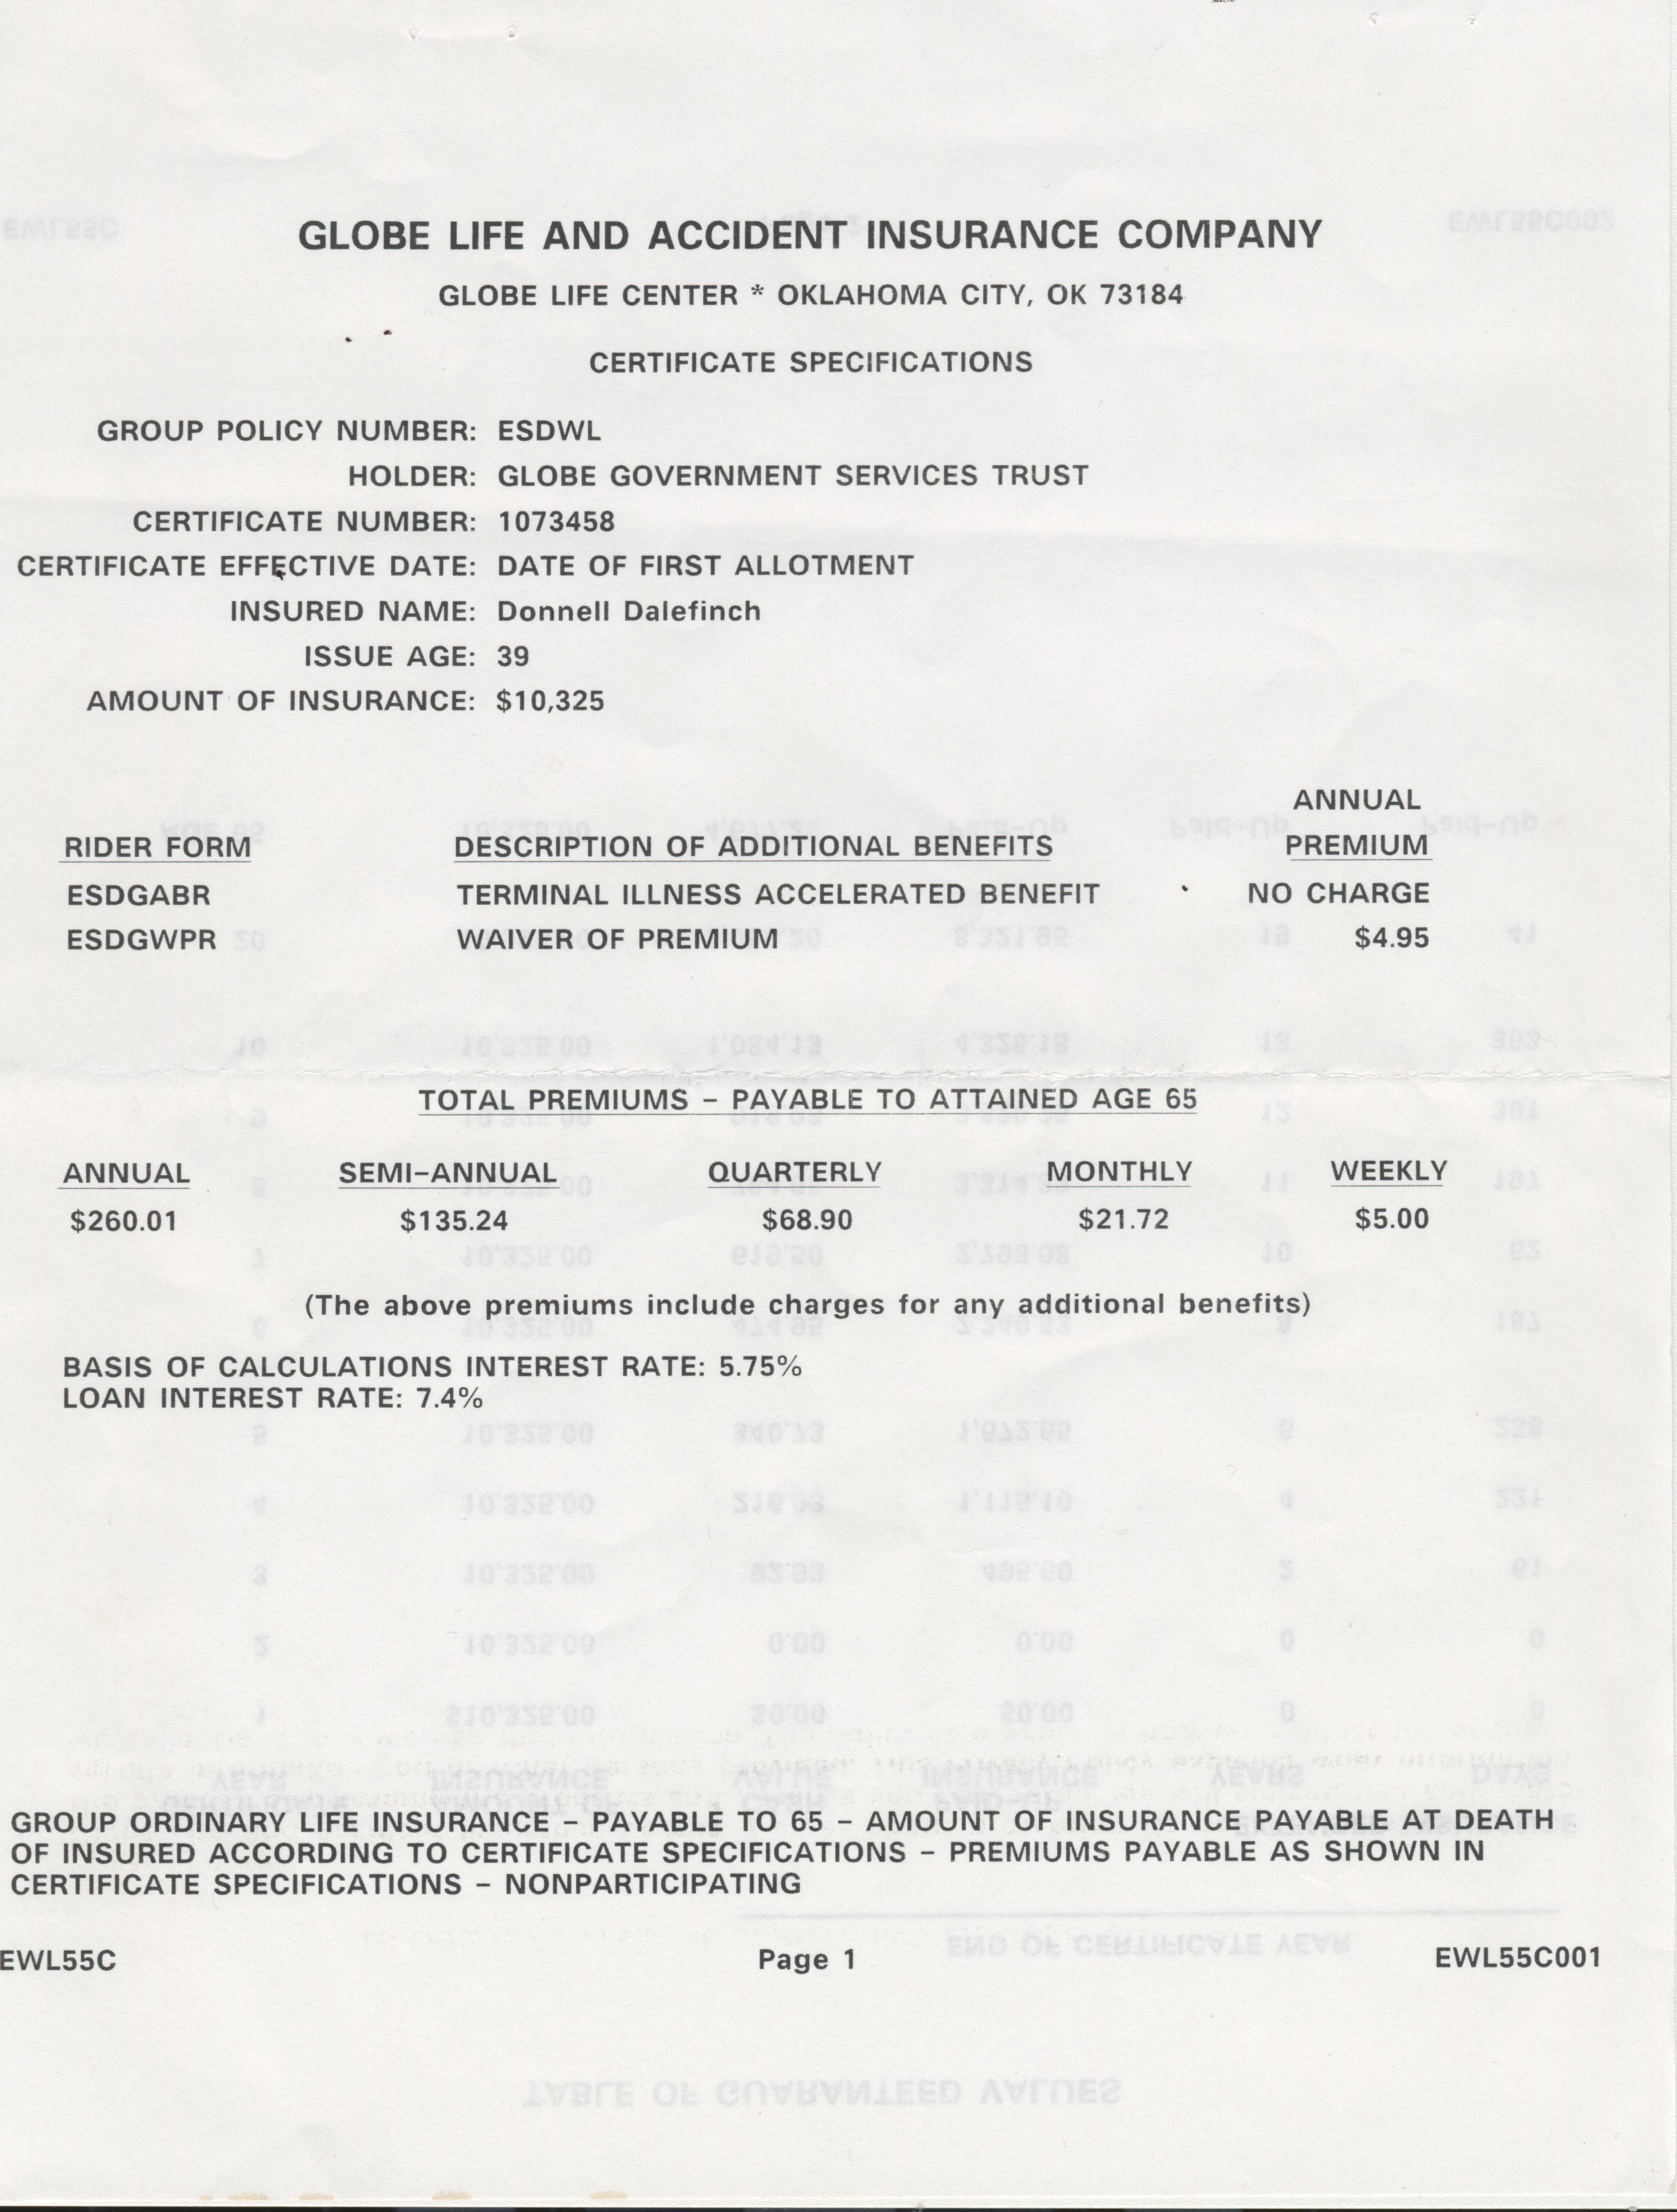 GLOBE LIFE AND ACCIDENT INSURANCE COMPANY
GLOBE LIFE CENTER * OKLAHOMA CITY, OK 73184
CERTIFICATE SPECIFICATIONS
GROUP POLICY NUMBER: ESDWL
HOLDER: GLOBE GOVERNMENT SERVICES TRUST
CERTIFICATE NUMBER: 1073458
CERTIFICATE EFFECTIVE DATE: DATE OF FIRST ALLOTMENT
INSURED NAME: Donnell Dalefinch
ISSUE AGE: 39
AMOUNT OF INSURANCE: $10,325
ANNUAL
RIDER FORM DESCRIPTION OF ADDITIONAL BENEFITS PREMIUM
ESDGABR TERMINAL ILLNESS ACCELERATED BENEFIT NO CHARGE
ESDGWPR WAIVER OF PREMIUM $4.95
TOTAL PREMIUMS – PAYABLE TO ATTAINED AGE 65
ANNUAL SEMI–ANNUAL QUARTERLY MONTHLY WEEKLY
$260.01 $135.24 $68.90 $21.72 $5.00
(The above premiums include charges for any additional benefits)
BASIS OF CALCULATIONS INTEREST RATE: 5.75%
LOAN INTEREST RATE: 7.4%
GROUP ORDINARY LIFE INSURANCE – PAYABLE TO 65 – AMOUNT OF INSURANCE PAYABLE AT DEATH
OF INSURED ACCORDING TO CERTIFICATE SPECIFICATIONS – PREMIUMS PAYABLE AS SHOWN IN
CERTIFICATE SPECIFICATIONS – NONPARTICIPATING
EWL55C Page 1 EWL55C001